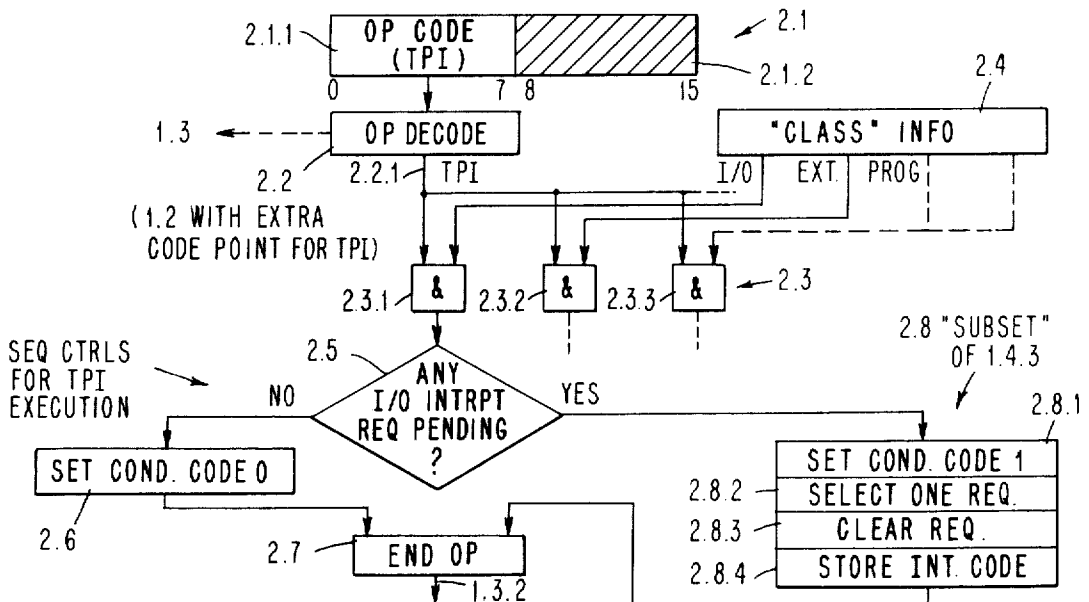 2.1.1
OP CODE
(TPI)
2.1
2.1.2
0 7 8 15
1.3
OP DECODE
2.2
2.2.1 TPI
2.4
"CLASS" INFO
I/O EXT. PROG
(1.2 WITH EXTRA
CODE POINT FOR TPI)
& & &
2.3.1 2.3.2 2.3.3 2.3
SEQ CTRLS
FOR TPI
EXECUTION
2.5
ANY
I/O INTRPT
REQ PENDING
?
NO YES
2.8 "SUBSET"
OF 1.4.3
2.8.1
SET COND. CODE 0
2.6
SET COND. CODE 1
2.8.2 SELECT ONE REQ.
2.8.3 CLEAR REQ.
2.8.4 STORE INT. CODE
2.7 END OP
1.3.2